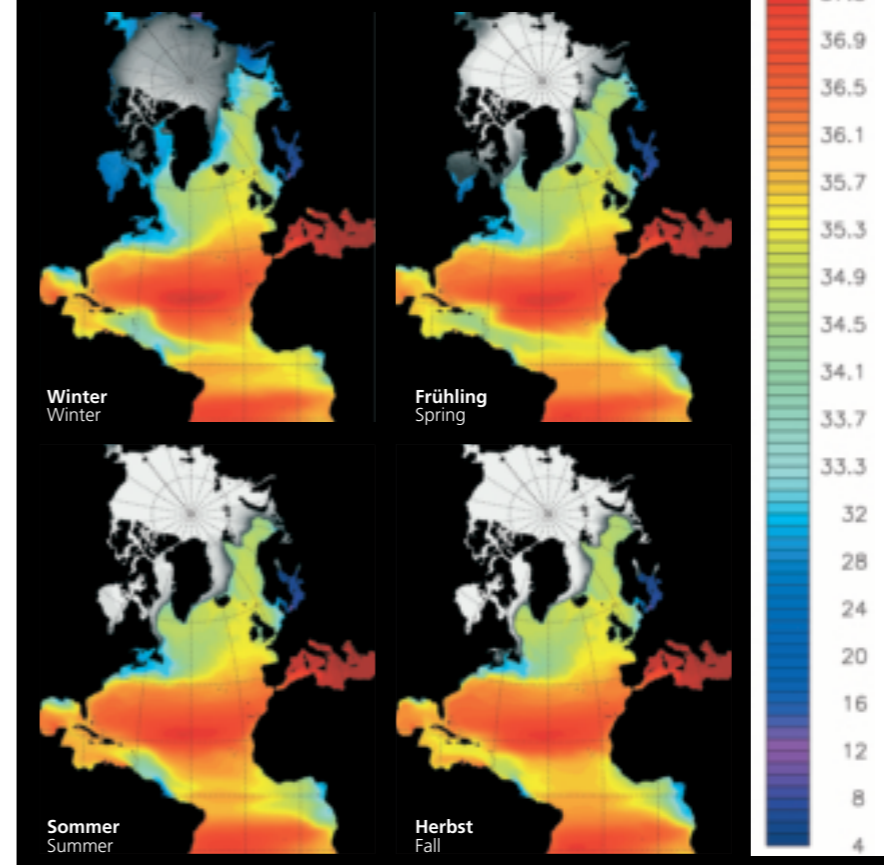 Winter
Winter
Frühling
Spring
Sommer
Summer
Herbst
Fall
36.9
36.5
36.1
35.7
35.3
34.9
34.5
34.1
33.7
33.3
32
28
24
20
16
12
8
4